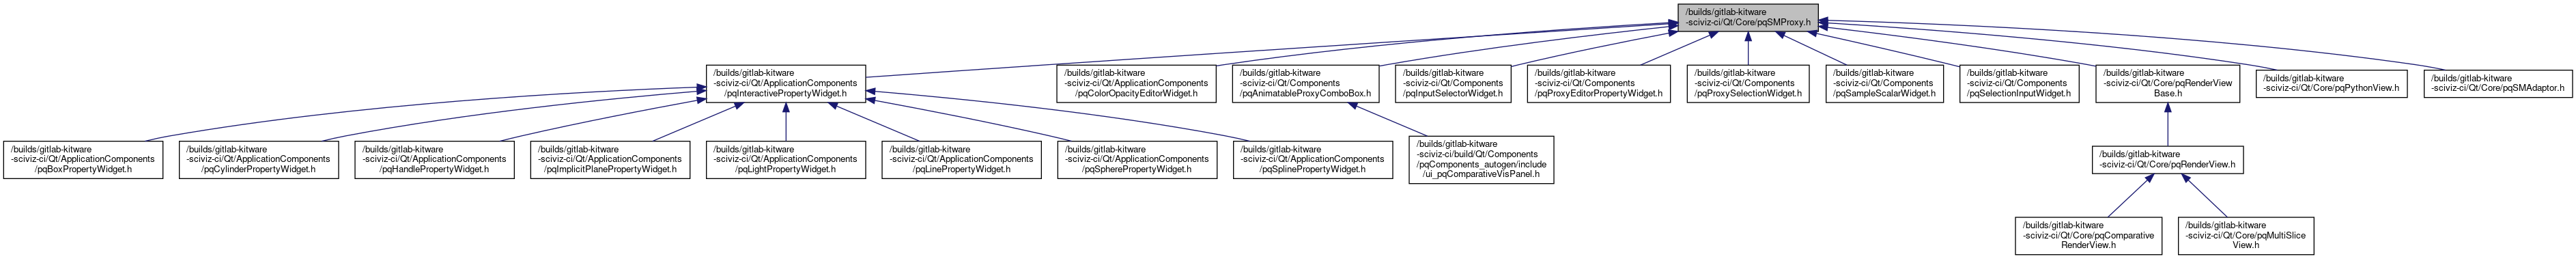 /builds/gitlab-kitware
-sciviz-ci/Qt/Core/pqSMProxy.h
/builds/gitlab-kitware
-sciviz-ci/Qt/ApplicationComponents
/pqInteractivePropertyWidget.h
/builds/gitlab-kitware
-sciviz-ci/Qt/ApplicationComponents
/pqColorOpacityEditorWidget.h
/builds/gitlab-kitware
-sciviz-ci/Qt/Components
/pqAnimatableProxyComboBox.h
/builds/gitlab-kitware
-sciviz-ci/Qt/Components
/pqInputSelectorWidget.h
/builds/gitlab-kitware
-sciviz-ci/Qt/Components
/pqProxyEditorPropertyWidget.h
/builds/gitlab-kitware
-sciviz-ci/Qt/Components
/pqProxySelectionWidget.h
/builds/gitlab-kitware
-sciviz-ci/Qt/Components
/pqSampleScalarWidget.h
/builds/gitlab-kitware
-sciviz-ci/Qt/Components
/pqSelectionInputWidget.h
/builds/gitlab-kitware
-sciviz-ci/Qt/Core/pqRenderView
Base.h
/builds/gitlab-kitware
-sciviz-ci/Qt/Core/pqPythonView.h
/builds/gitlab-kitware
-sciviz-ci/Qt/Core/pqSMAdaptor.h
/builds/gitlab-kitware
-sciviz-ci/Qt/ApplicationComponents
/pqBoxPropertyWidget.h
/builds/gitlab-kitware
-sciviz-ci/Qt/ApplicationComponents
/pqCylinderPropertyWidget.h
/builds/gitlab-kitware
-sciviz-ci/Qt/ApplicationComponents
/pqHandlePropertyWidget.h
/builds/gitlab-kitware
-sciviz-ci/Qt/ApplicationComponents
/pqImplicitPlanePropertyWidget.h
/builds/gitlab-kitware
-sciviz-ci/Qt/ApplicationComponents
/pqLightPropertyWidget.h
/builds/gitlab-kitware
-sciviz-ci/Qt/ApplicationComponents
/pqLinePropertyWidget.h
/builds/gitlab-kitware
-sciviz-ci/Qt/ApplicationComponents
/pqSpherePropertyWidget.h
/builds/gitlab-kitware
-sciviz-ci/Qt/ApplicationComponents
/pqSplinePropertyWidget.h
/builds/gitlab-kitware
-sciviz-ci/build/Qt/Components
/pqComponents_autogen/include
/ui_pqComparativeVisPanel.h
/builds/gitlab-kitware
-sciviz-ci/Qt/Core/pqRenderView.h
/builds/gitlab-kitware
-sciviz-ci/Qt/Core/pqComparative
RenderView.h
/builds/gitlab-kitware
-sciviz-ci/Qt/Core/pqMultiSlice
View.h